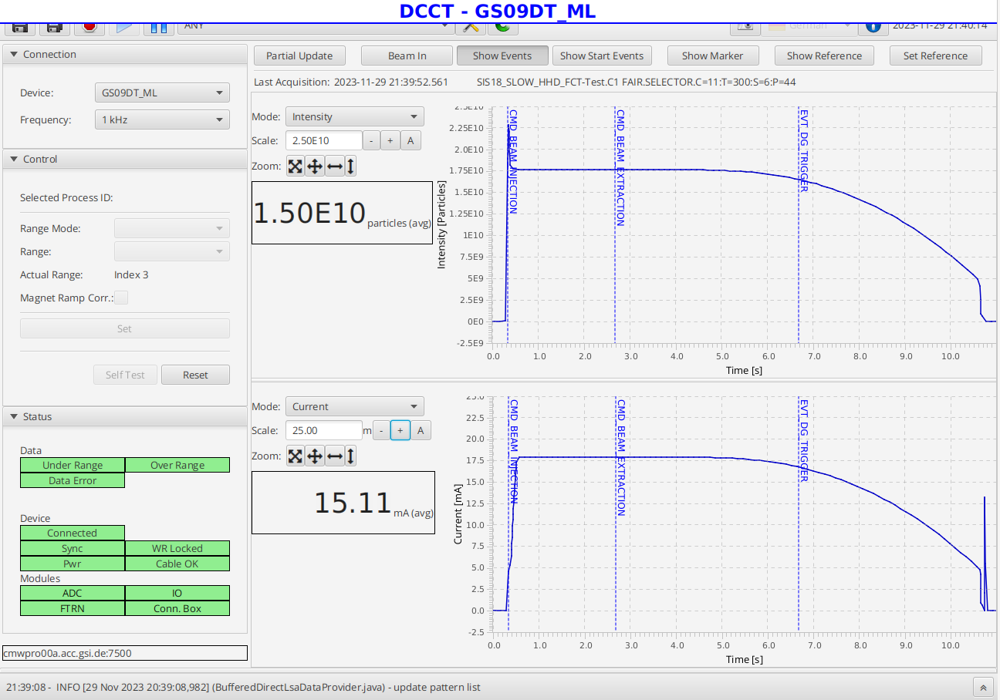 DCCT - GS09DT_ML
ANY
German
2023-11-29 21:40:14
Connection
Device:
GS09DT_ML
Frequency:
1 kHz
Control
Selected Process ID:
Range Mode:
Range:
Actual Range:
Index 3
Magnet Ramp Corr.:
Set
Self Test
Reset
Status
Data
Under Range
Over Range
Data Error
Device
Connected
Sync
WR Locked
Pwr
Cable OK
Modules
ADC
IO
FTRN
Conn. Box
cmwpro00a.acc.gsi.de:7500
Partial Update
Beam In
Show Events
Show Start Events
Show Marker
Show Reference
Set Reference
Last Acquisition: 2023-11-29 21:39:52.561
SIS18_SLOW_HHD_FCT-Test.C1 FAIR.SELECTOR.C=11:T=300:S=6:P=44
Mode:
Intensity
Scale:
2.50E10
-
+
A
Zoom:
1.50E10 particles (avg)
Intensity [Particles]
2.5E10
2.25E10
2.0E10
1.75E10
1.5E10
1.25E10
1E10
7.5E9
5E9
2.5E9
0E0
-2.5E9
CMD_BEAM_INJECTION
CMD_BEAM_EXTRACTION
EVT_DG_TRIGGER
0.0 1.0 2.0 3.0 4.0 5.0 6.0 7.0 8.0 9.0 10.0
Time [s]
Mode:
Current
Scale:
25.00
m
-
+
A
Zoom:
15.11 mA (avg)
Current [mA]
25.0
22.5
20.0
17.5
15.0
12.5
10.0
7.5
5.0
2.5
0.0
-2.5
CMD_BEAM_INJECTION
CMD_BEAM_EXTRACTION
EVT_DG_TRIGGER
0.0 1.0 2.0 3.0 4.0 5.0 6.0 7.0 8.0 9.0 10.0
Time [s]
21:39:08 - INFO [29 Nov 2023 20:39:08,982] (BufferedDirectLsaDataProvider.java) - update pattern list